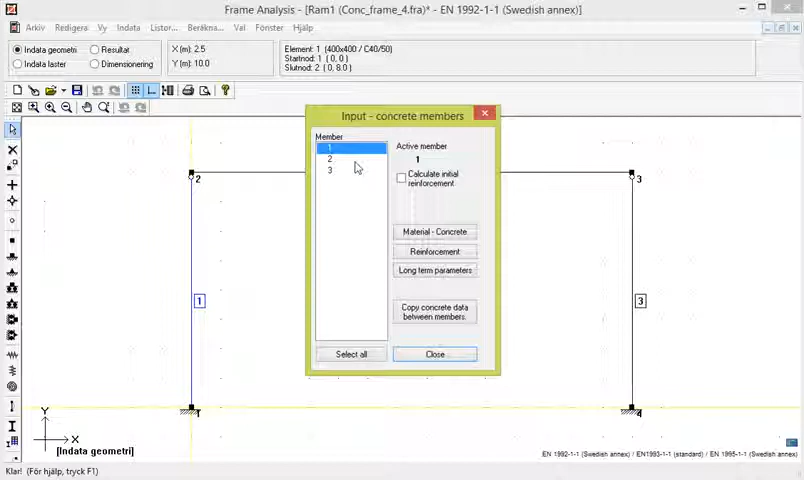 Frame Analysis - [Ram1 (Conc_frame_4.fra)* - EN 1992-1-1 (Swedish annex)]
Arkiv Redigera Vy Indata Listor... Beräkna... Val Fönster Hjälp
Indata geometri Resultat
Indata laster Dimensionering
X (m): 2.5
Y (m): 10.0
Element: 1 (400x400 / C40/50)
Startnod: 1 ( 0, 0)
Slutnod: 2 ( 0, 8.0)
Input - concrete members
Member
1
2
3
Active member
1
Calculate initial
reinforcement
Material - Concrete
Reinforcement
Long term parameters
Copy concrete data
between members.
Select all
Close
2
3
1
3
1
4
Y
X
[Indata geometri]
EN 1992-1-1 (Swedish annex) / EN1993-1-1 (standard) / EN 1995-1-1 (Swedish annex)
Klar! (För hjälp, tryck F1)